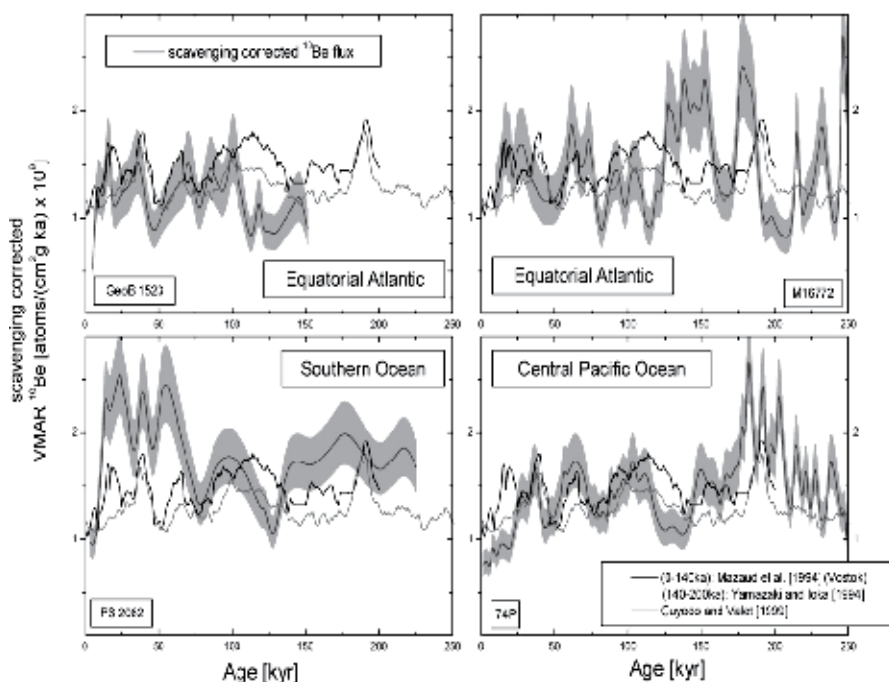 scavenging corrected ¹⁰Be flux
GeoB 1523
Equatorial Atlantic
Equatorial Atlantic
M16772
Southern Ocean
PS 2082
Central Pacific Ocean
74P
(0-140ka): Mazaud et al. [1994] (Vostok)
(140-200ka): Yamazaki and Ioka [1994]
Guyodo and Valet [1999]
scavenging corrected
VMAR ¹⁰Be [atoms/(cm²g ka) x 10⁹
2
1
2
1
0 50 100 150 200 250
0 50 100 150 200 250
2
1
2
1
0 50 100 150 200 250
0 50 100 150 200 250
Age [kyr]
Age [kyr]